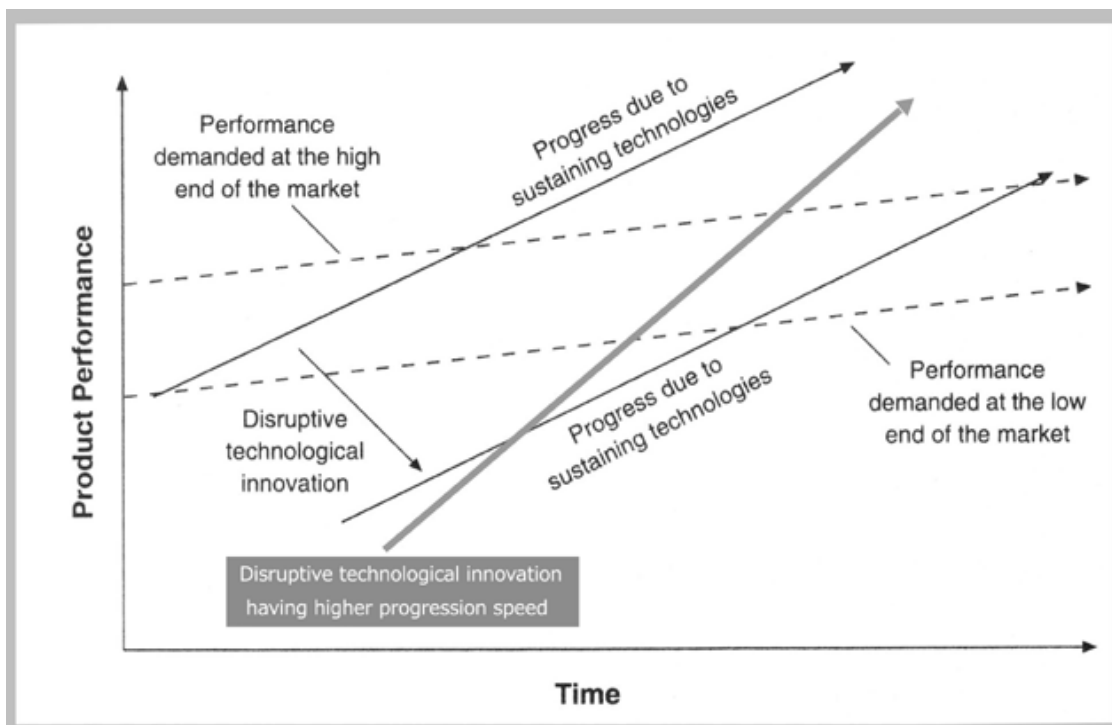 Performance
demanded at the high
end of the market
Progress due to
sustaining technologies
Product Performance
Disruptive
technological
innovation
Progress due to
sustaining technologies
Performance
demanded at the low
end of the market
Disruptive technological innovation
having higher progression speed
Time